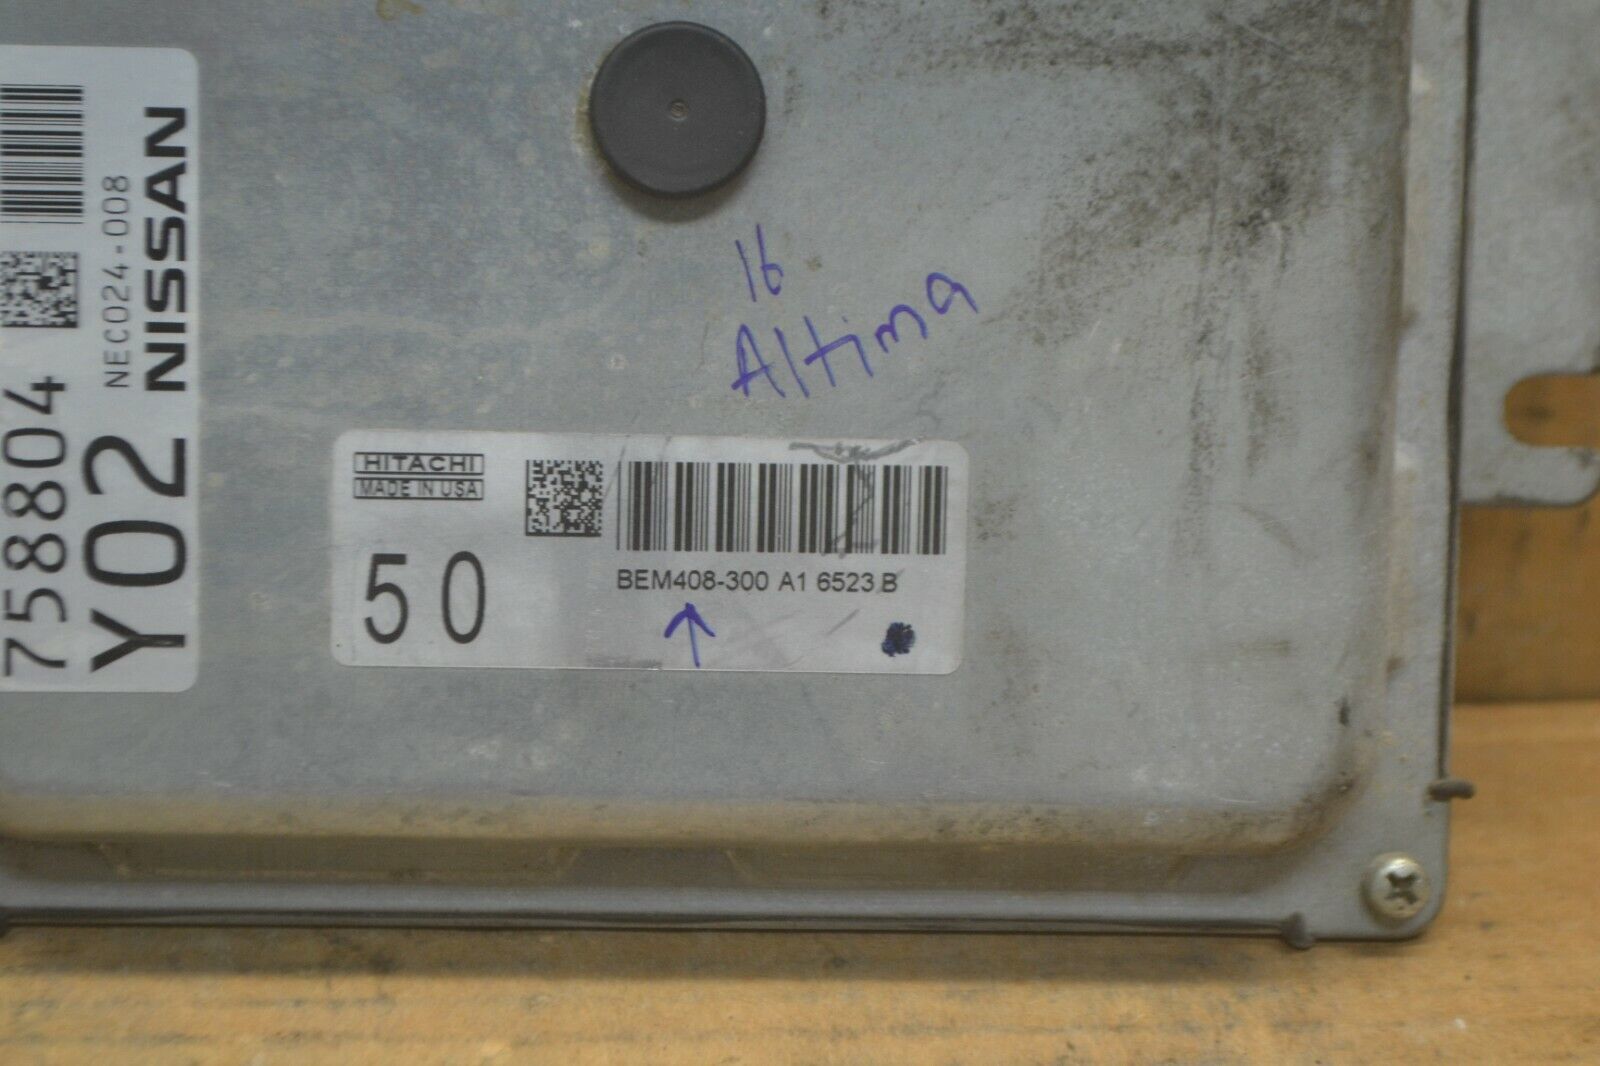 NISSAN
NEC024-008
758804
Y02
16
Altima
HITACHI
MADE IN USA
50
BEM408-300 A1 6523 B